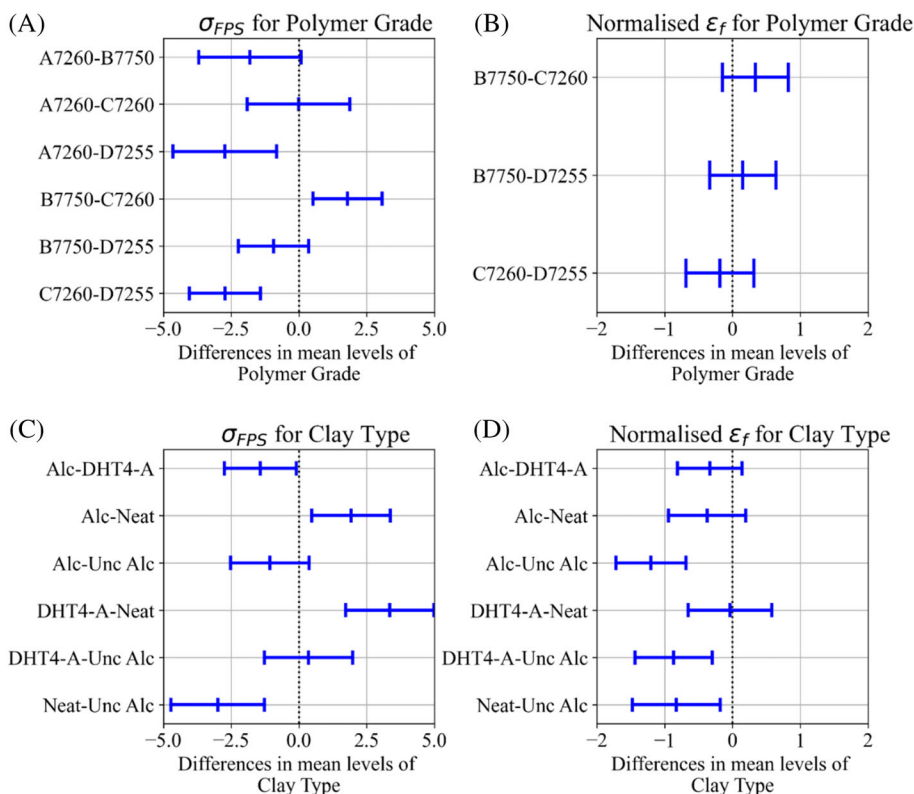 (A)
σFPS for Polymer Grade
A7260-B7750
A7260-C7260
A7260-D7255
B7750-C7260
B7750-D7255
C7260-D7255
−5.0 −2.5 0.0 2.5 5.0
Differences in mean levels of
Polymer Grade
(B)
Normalised εf for Polymer Grade
B7750-C7260
B7750-D7255
C7260-D7255
−2 −1 0 1 2
Differences in mean levels of
Polymer Grade
(C)
σFPS for Clay Type
Alc-DHT4-A
Alc-Neat
Alc-Unc Alc
DHT4-A-Neat
DHT4-A-Unc Alc
Neat-Unc Alc
−5.0 −2.5 0.0 2.5 5.0
Differences in mean levels of
Clay Type
(D)
Normalised εf for Clay Type
Alc-DHT4-A
Alc-Neat
Alc-Unc Alc
DHT4-A-Neat
DHT4-A-Unc Alc
Neat-Unc Alc
−2 −1 0 1 2
Differences in mean levels of
Clay Type